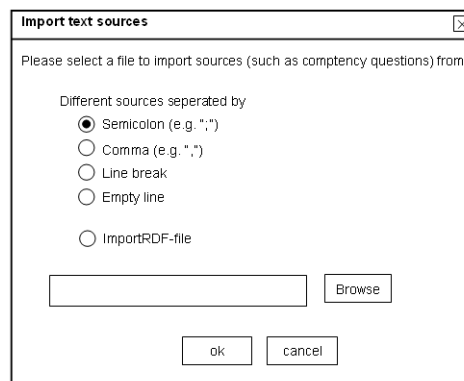 Import text sources
Please select a file to import sources (such as comptency questions) from
Different sources seperated by
Semicolon (e.g. ";")
Comma (e.g. ",")
Line break
Empty line
ImportRDF-file
Browse
ok cancel